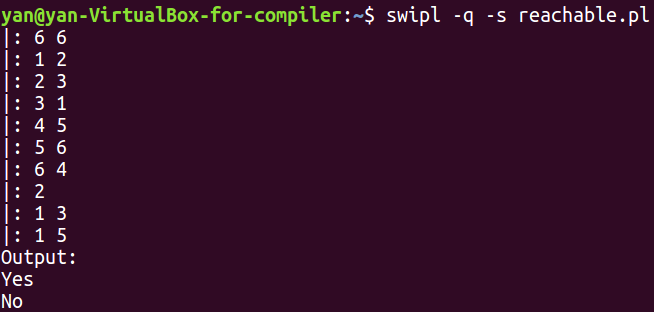 yan@yan-VirtualBox-for-compiler:~$ swipl -q -s reachable.pl
|: 6 6
|: 1 2
|: 2 3
|: 3 1
|: 4 5
|: 5 6
|: 6 4
|: 2
|: 1 3
|: 1 5
Output:
Yes
No